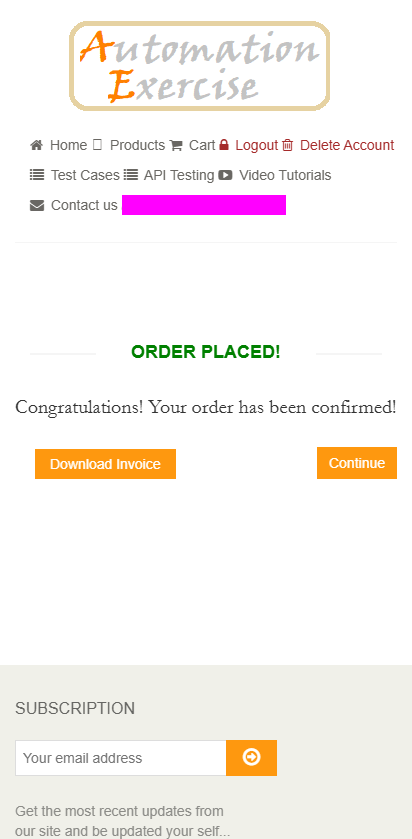 Automation
Exercise
Home Products Cart Logout Delete Account
Test Cases API Testing Video Tutorials
Contact us
ORDER PLACED!
Congratulations! Your order has been confirmed!
Download Invoice Continue
SUBSCRIPTION
Your email address
Get the most recent updates from
our site and be updated your self...